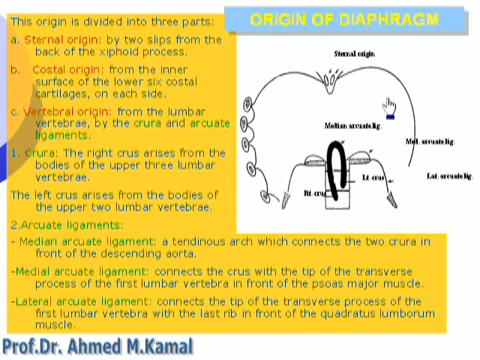 ORIGIN OF DIAPHRAGM
This origin is divided into three parts:
a. Sternal origin: by two slips from the
back of the xiphoid process.
b. Costal origin: from the inner
surface of the lower six costal
cartilages, on each side.
c. Vertebral origin: from the lumbar
vertebrae, by the crura and arcuate
ligaments.
1. Crura: The right crus arises from the
bodies of the upper three lumbar
vertebrae.
The left crus arises from the bodies of
the upper two lumbar vertebrae.
2.Arcuate ligaments:
- Median arcuate ligament: a tendinous arch which connects the two crura in
front of the descending aorta.
-Medial arcuate ligament: connects the crus with the tip of the transverse
process of the first lumbar vertebra in front of the psoas major muscle.
-Lateral arcuate ligament: connects the tip of the transverse process of the
first lumbar vertebra with the last rib in front of the quadratus lumborum
muscle.
Sternal origin
Median arcuate lig.
Med. arcuate lig.
Lat. arcuate lig.
Lt. crus
Rt. crus
Prof.Dr. Ahmed M.Kamal